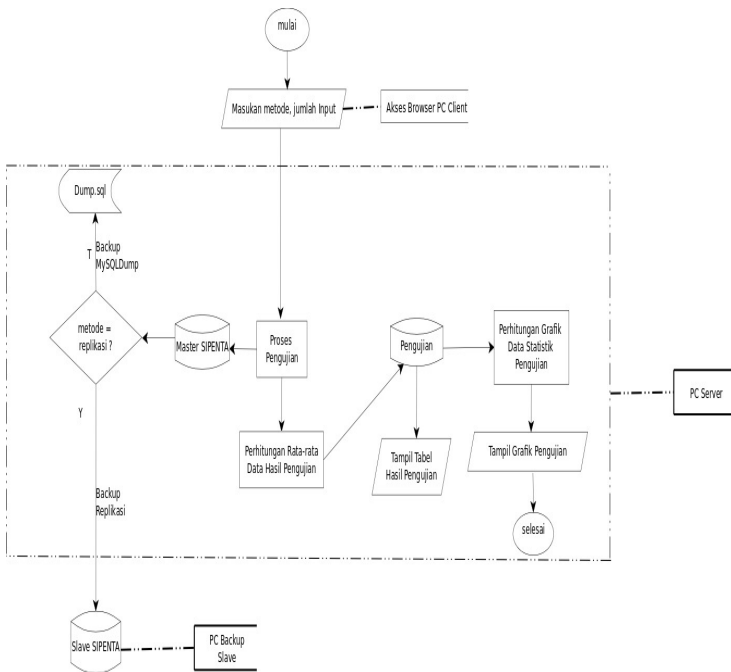 mulai
Masukan metode, jumlah Input
Akses Browser PC Client
Dump.sql
T
Backup
MySQLDump
metode =
replikasi ?
Master SIPENTA
Proses
Pengujian
Pengujian
Perhitungan Grafik
Data Statistik
Pengujian
PC Server
Y
Perhitungan Rata-rata
Data Hasil Pengujian
Tampil Tabel
Hasil Pengujian
Tampil Grafik Pengujian
Backup
Replikasi
selesai
Slave SIPENTA
PC Backup
Slave